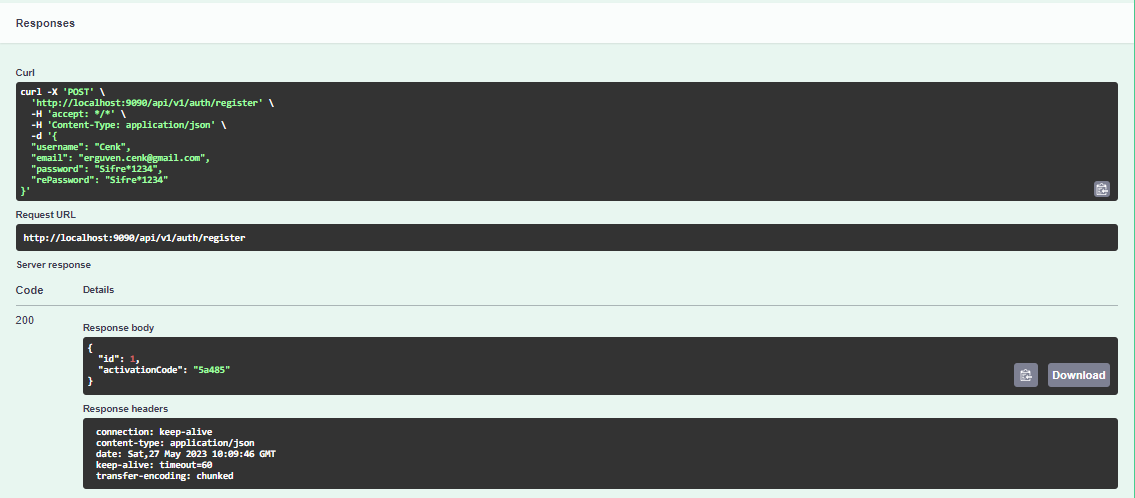 Responses
Curl
curl -X 'POST' \
  'http://localhost:9090/api/v1/auth/register' \
  -H 'accept: */*' \
  -H 'Content-Type: application/json' \
  -d '{
  "username": "Cenk",
  "email": "erguven.cenk@gmail.com",
  "password": "Sifre*1234",
  "rePassword": "Sifre*1234"
}'
Request URL
http://localhost:9090/api/v1/auth/register
Server response
Code Details
200
Response body
{
  "id": 1,
  "activationCode": "5a485"
}
Download
Response headers
connection: keep-alive
content-type: application/json
date: Sat,27 May 2023 10:09:46 GMT
keep-alive: timeout=60
transfer-encoding: chunked